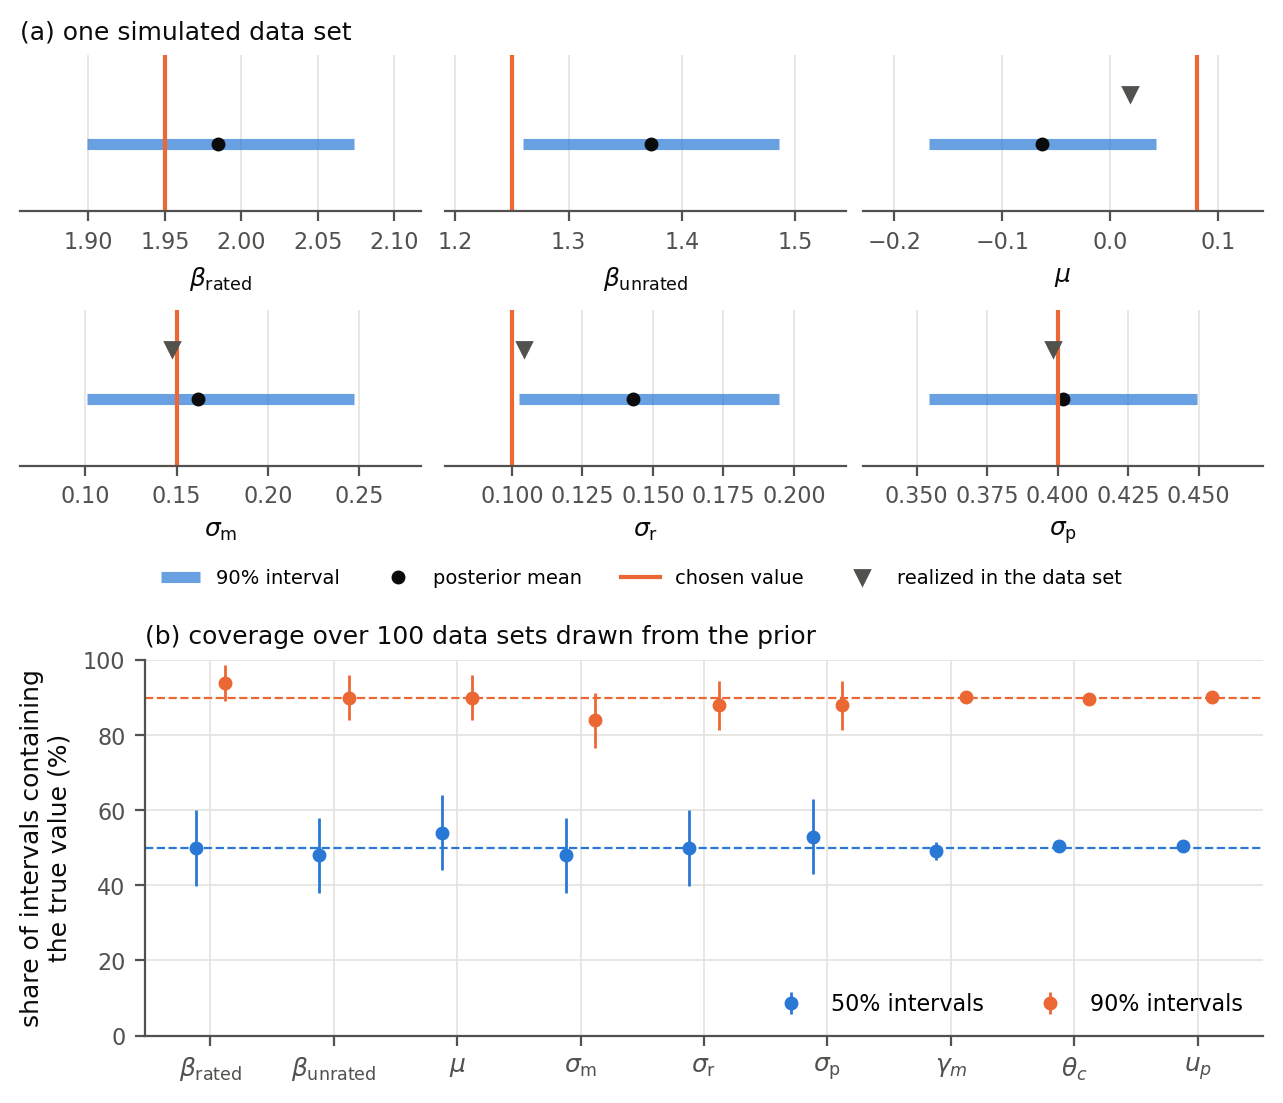 (a) one simulated data set
1.90 1.95 2.00 2.05 2.10 1.2 1.3 1.4 1.5 −0.2 −0.1 0.0 0.1
β_rated β_unrated μ
0.10 0.15 0.20 0.25 0.100 0.125 0.150 0.175 0.200 0.350 0.375 0.400 0.425 0.450
σ_m σ_r σ_p
90% interval posterior mean chosen value realized in the data set
(b) coverage over 100 data sets drawn from the prior
share of intervals containing
the true value (%)
100
80
60
40
20
0
50% intervals 90% intervals
β_rated β_unrated μ σ_m σ_r σ_p γ_m θ_c u_p